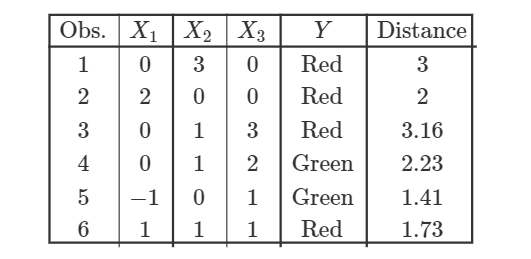 Obs. X₁ X₂ X₃ Y Distance
1 0 3 0 Red 3
2 2 0 0 Red 2
3 0 1 3 Red 3.16
4 0 1 2 Green 2.23
5 −1 0 1 Green 1.41
6 1 1 1 Red 1.73